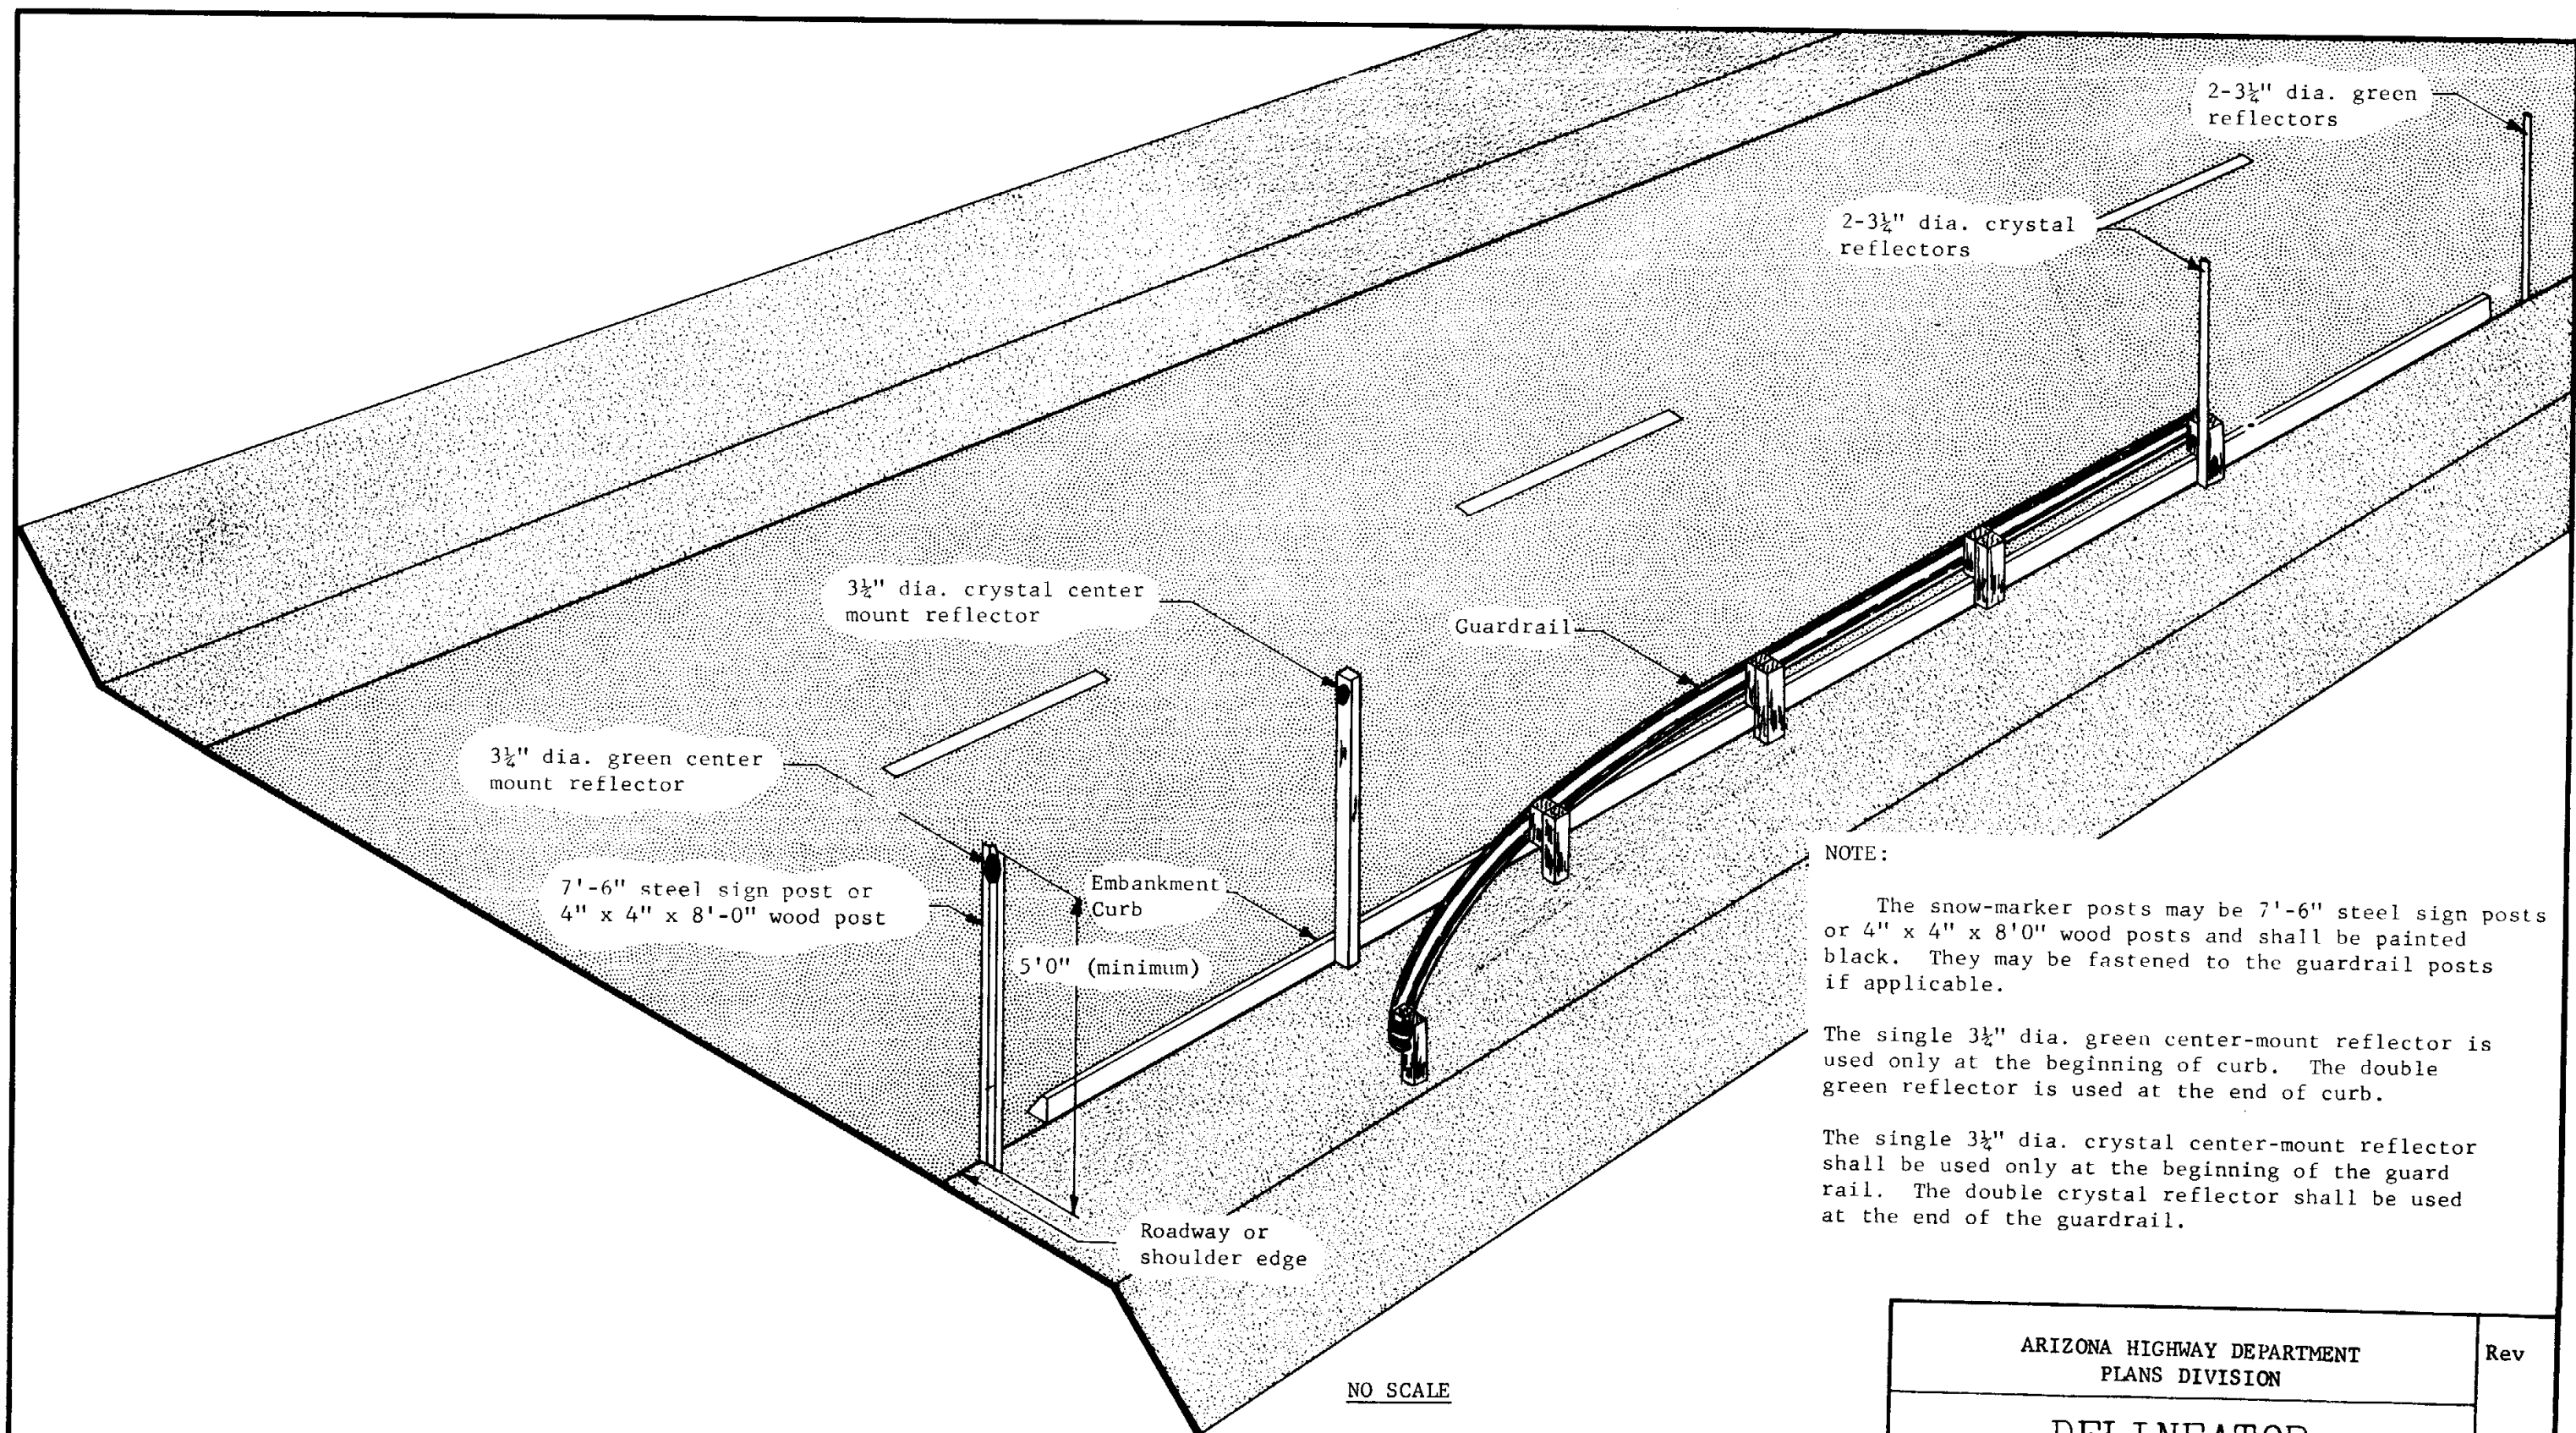 2-3¼" dia. green
reflectors
2-3¼" dia. crystal
reflectors
3¼" dia. crystal center
mount reflector
Guardrail
3¼" dia. green center
mount reflector
7'-6" steel sign post or
4" x 4" x 8'-0" wood post
Embankment
Curb
5'0" (minimum)
Roadway or
shoulder edge
NOTE:
The snow-marker posts may be 7'-6" steel sign posts
or 4" x 4" x 8'0" wood posts and shall be painted
black. They may be fastened to the guardrail posts
if applicable.
The single 3¼" dia. green center-mount reflector is
used only at the beginning of curb. The double
green reflector is used at the end of curb.
The single 3¼" dia. crystal center-mount reflector
shall be used only at the beginning of the guard
rail. The double crystal reflector shall be used
at the end of the guardrail.
NO SCALE
ARIZONA HIGHWAY DEPARTMENT
PLANS DIVISION
Rev
DELINEATOR